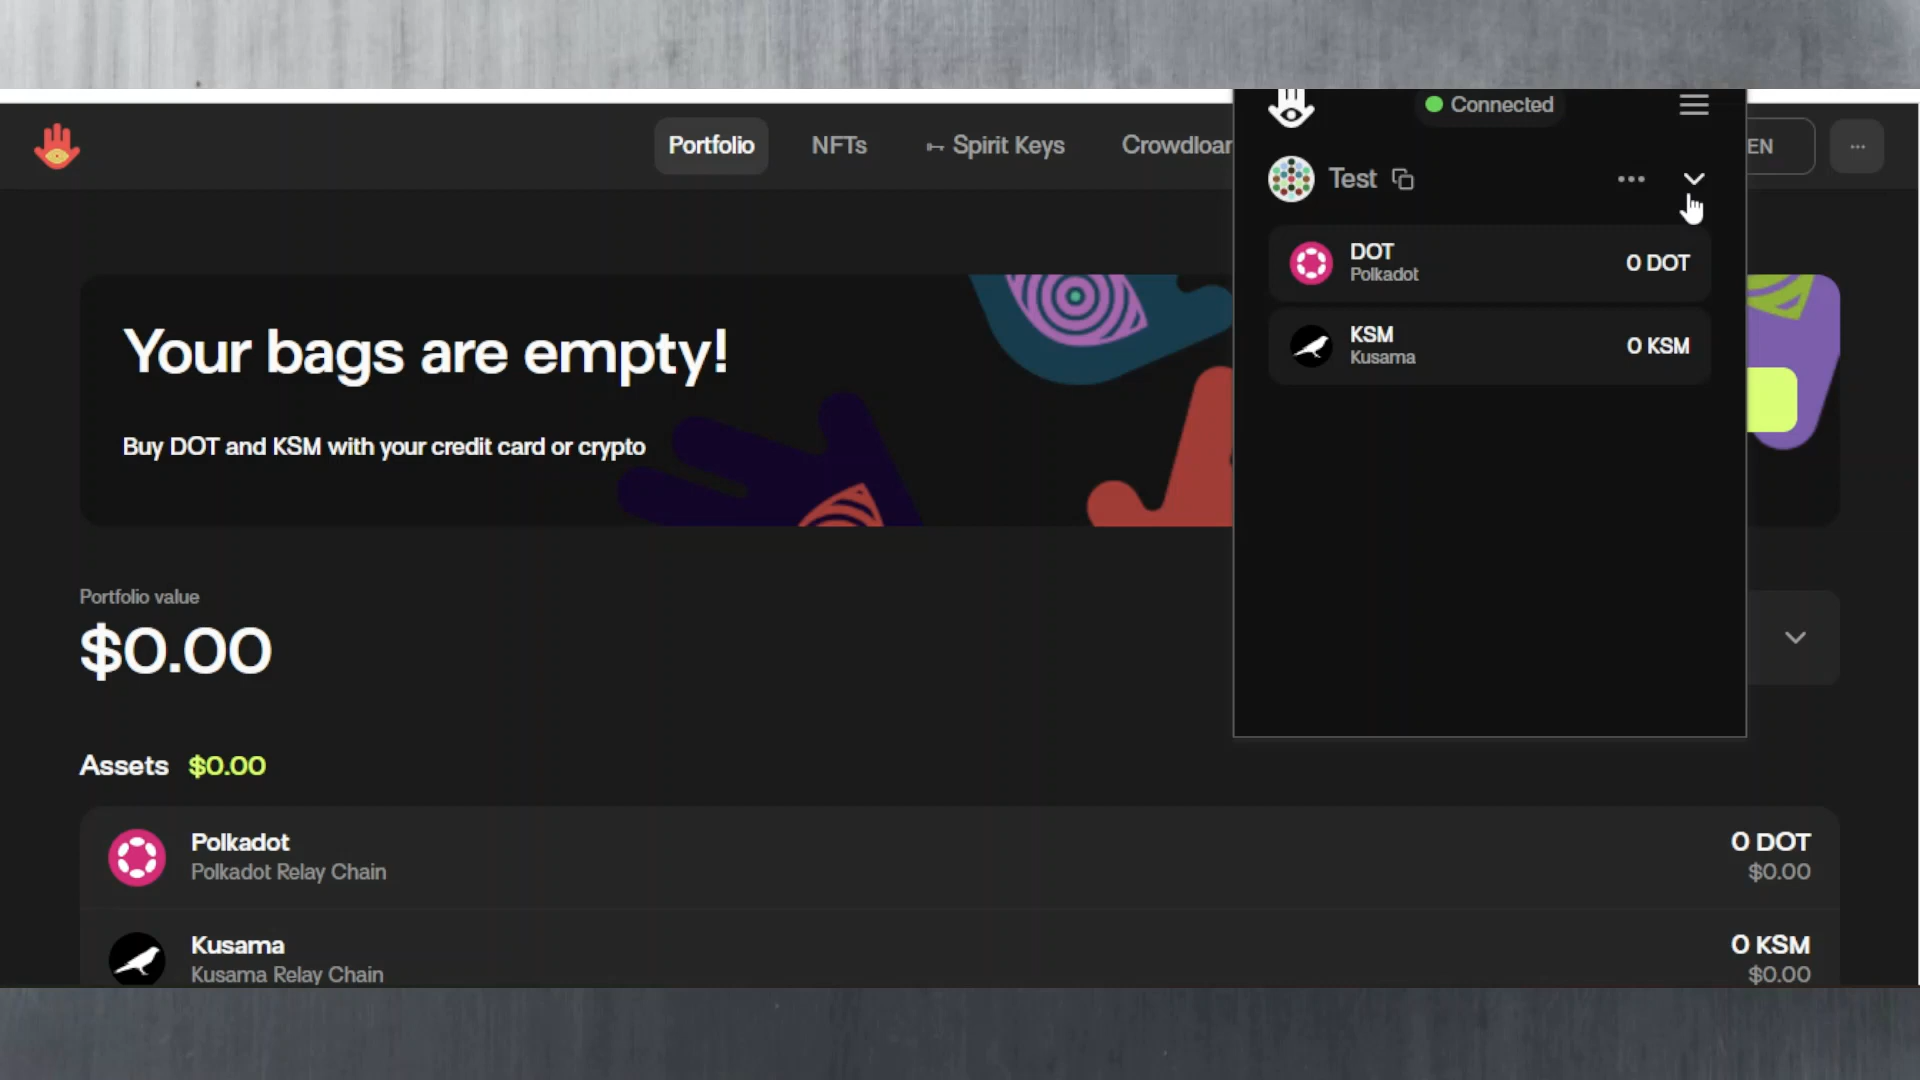 Portfolio
NFTs
Spirit Keys
Crowdloan
EN
Connected
Test
DOT
Polkadot
0 DOT
KSM
Kusama
0 KSM
Your bags are empty!
Buy DOT and KSM with your credit card or crypto
Portfolio value
$0.00
Assets $0.00
Polkadot
Polkadot Relay Chain
0 DOT
$0.00
Kusama
Kusama Relay Chain
0 KSM
$0.00